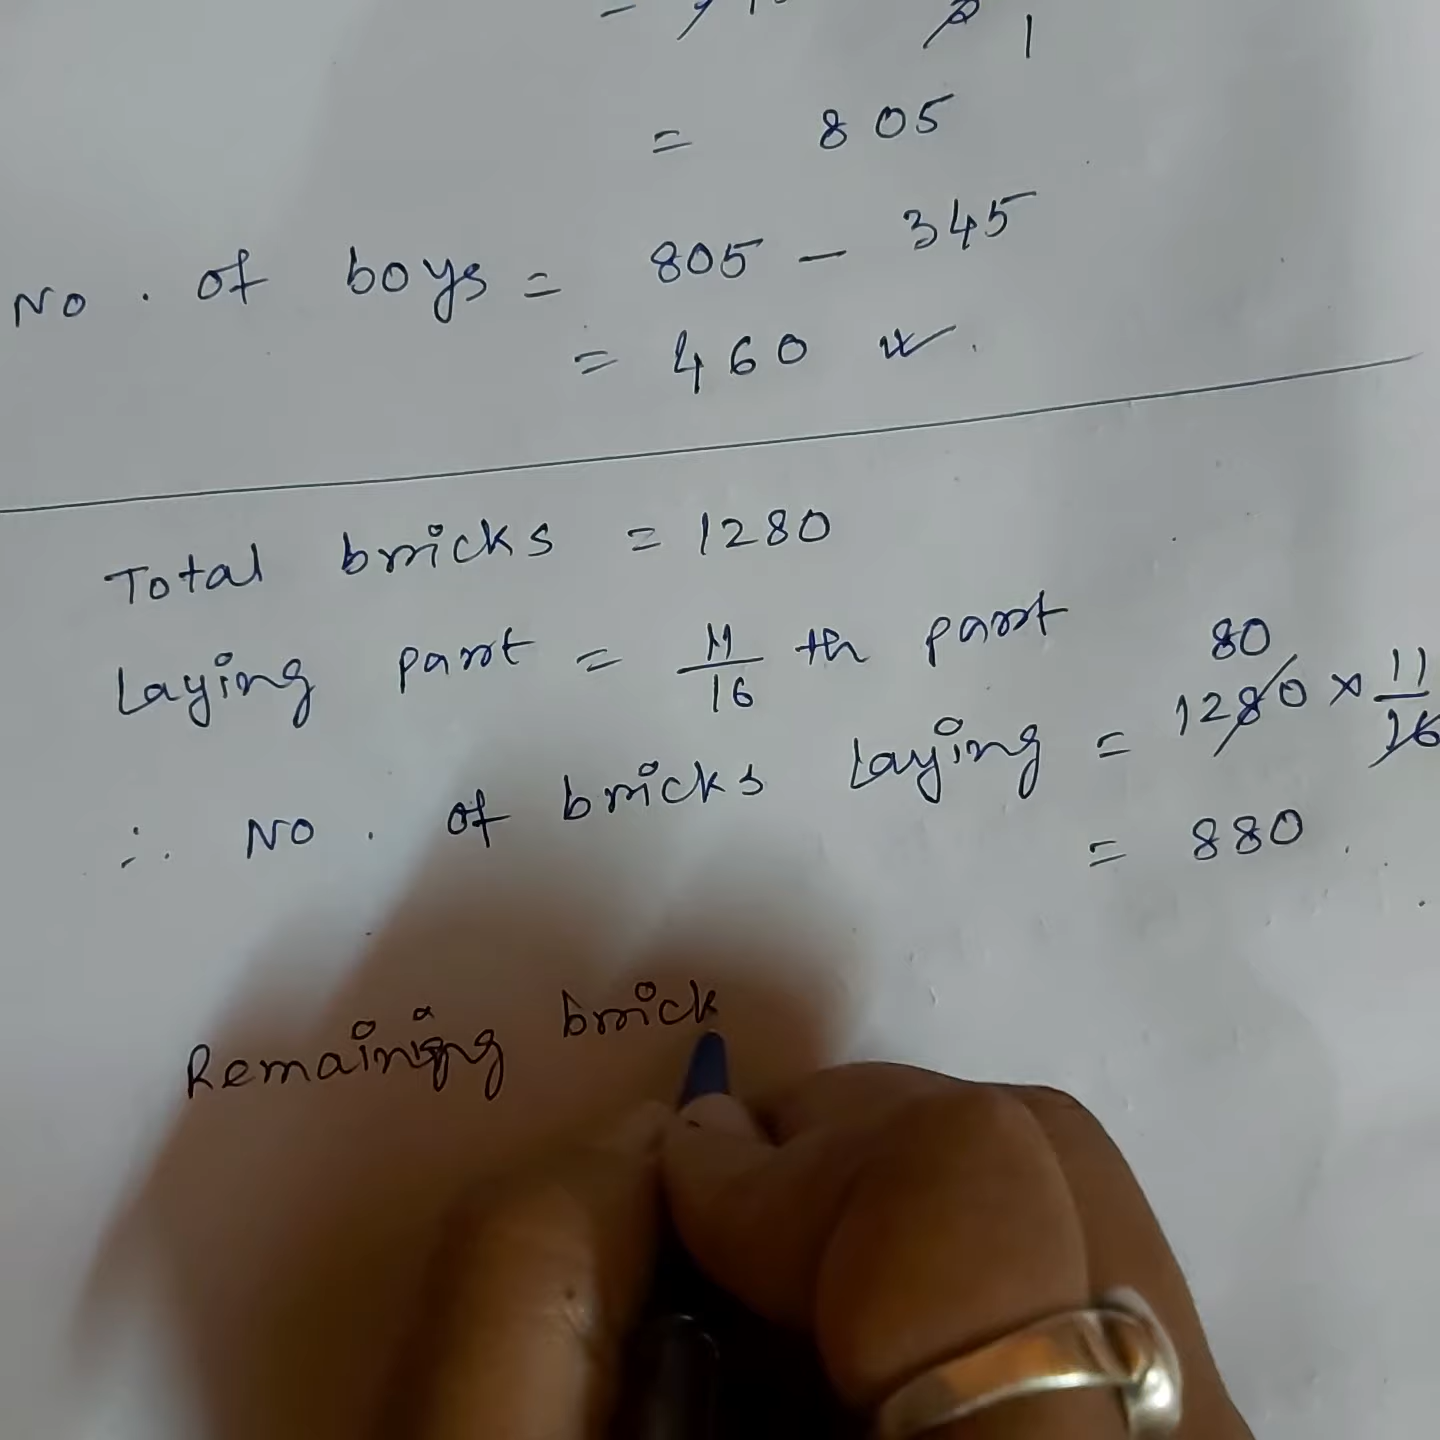 = 805
No. of boys = 805 - 345
= 460
Total bricks = 1280
Laying part = 11/16 th part
80
∴ No. of bricks laying = 1280 × 11/16
= 880.
Remaining brick